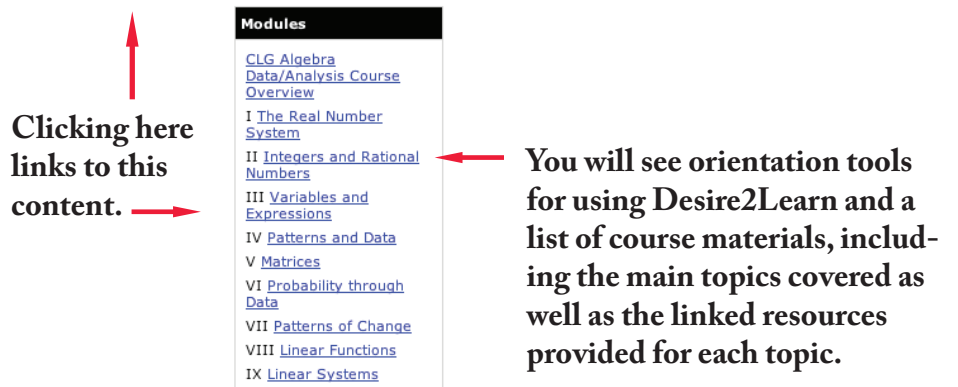 Clicking here
links to this
content.
Modules
CLG Algebra
Data/Analysis Course
Overview
I The Real Number
System
II Integers and Rational
Numbers
III Variables and
Expressions
IV Patterns and Data
V Matrices
VI Probability through
Data
VII Patterns of Change
VIII Linear Functions
IX Linear Systems
You will see orientation tools
for using Desire2Learn and a
list of course materials, includ-
ing the main topics covered as
well as the linked resources
provided for each topic.